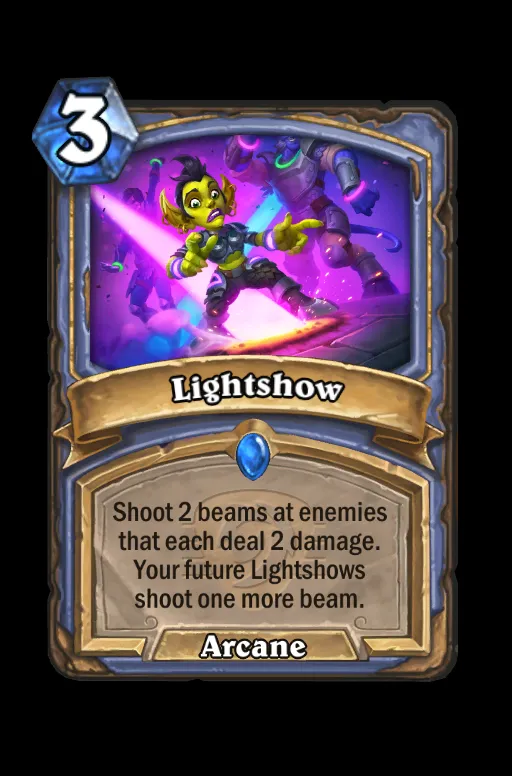 3
Lightshow
Shoot 2 beams at enemies
that each deal 2 damage.
Your future Lightshows
shoot one more beam.
Arcane